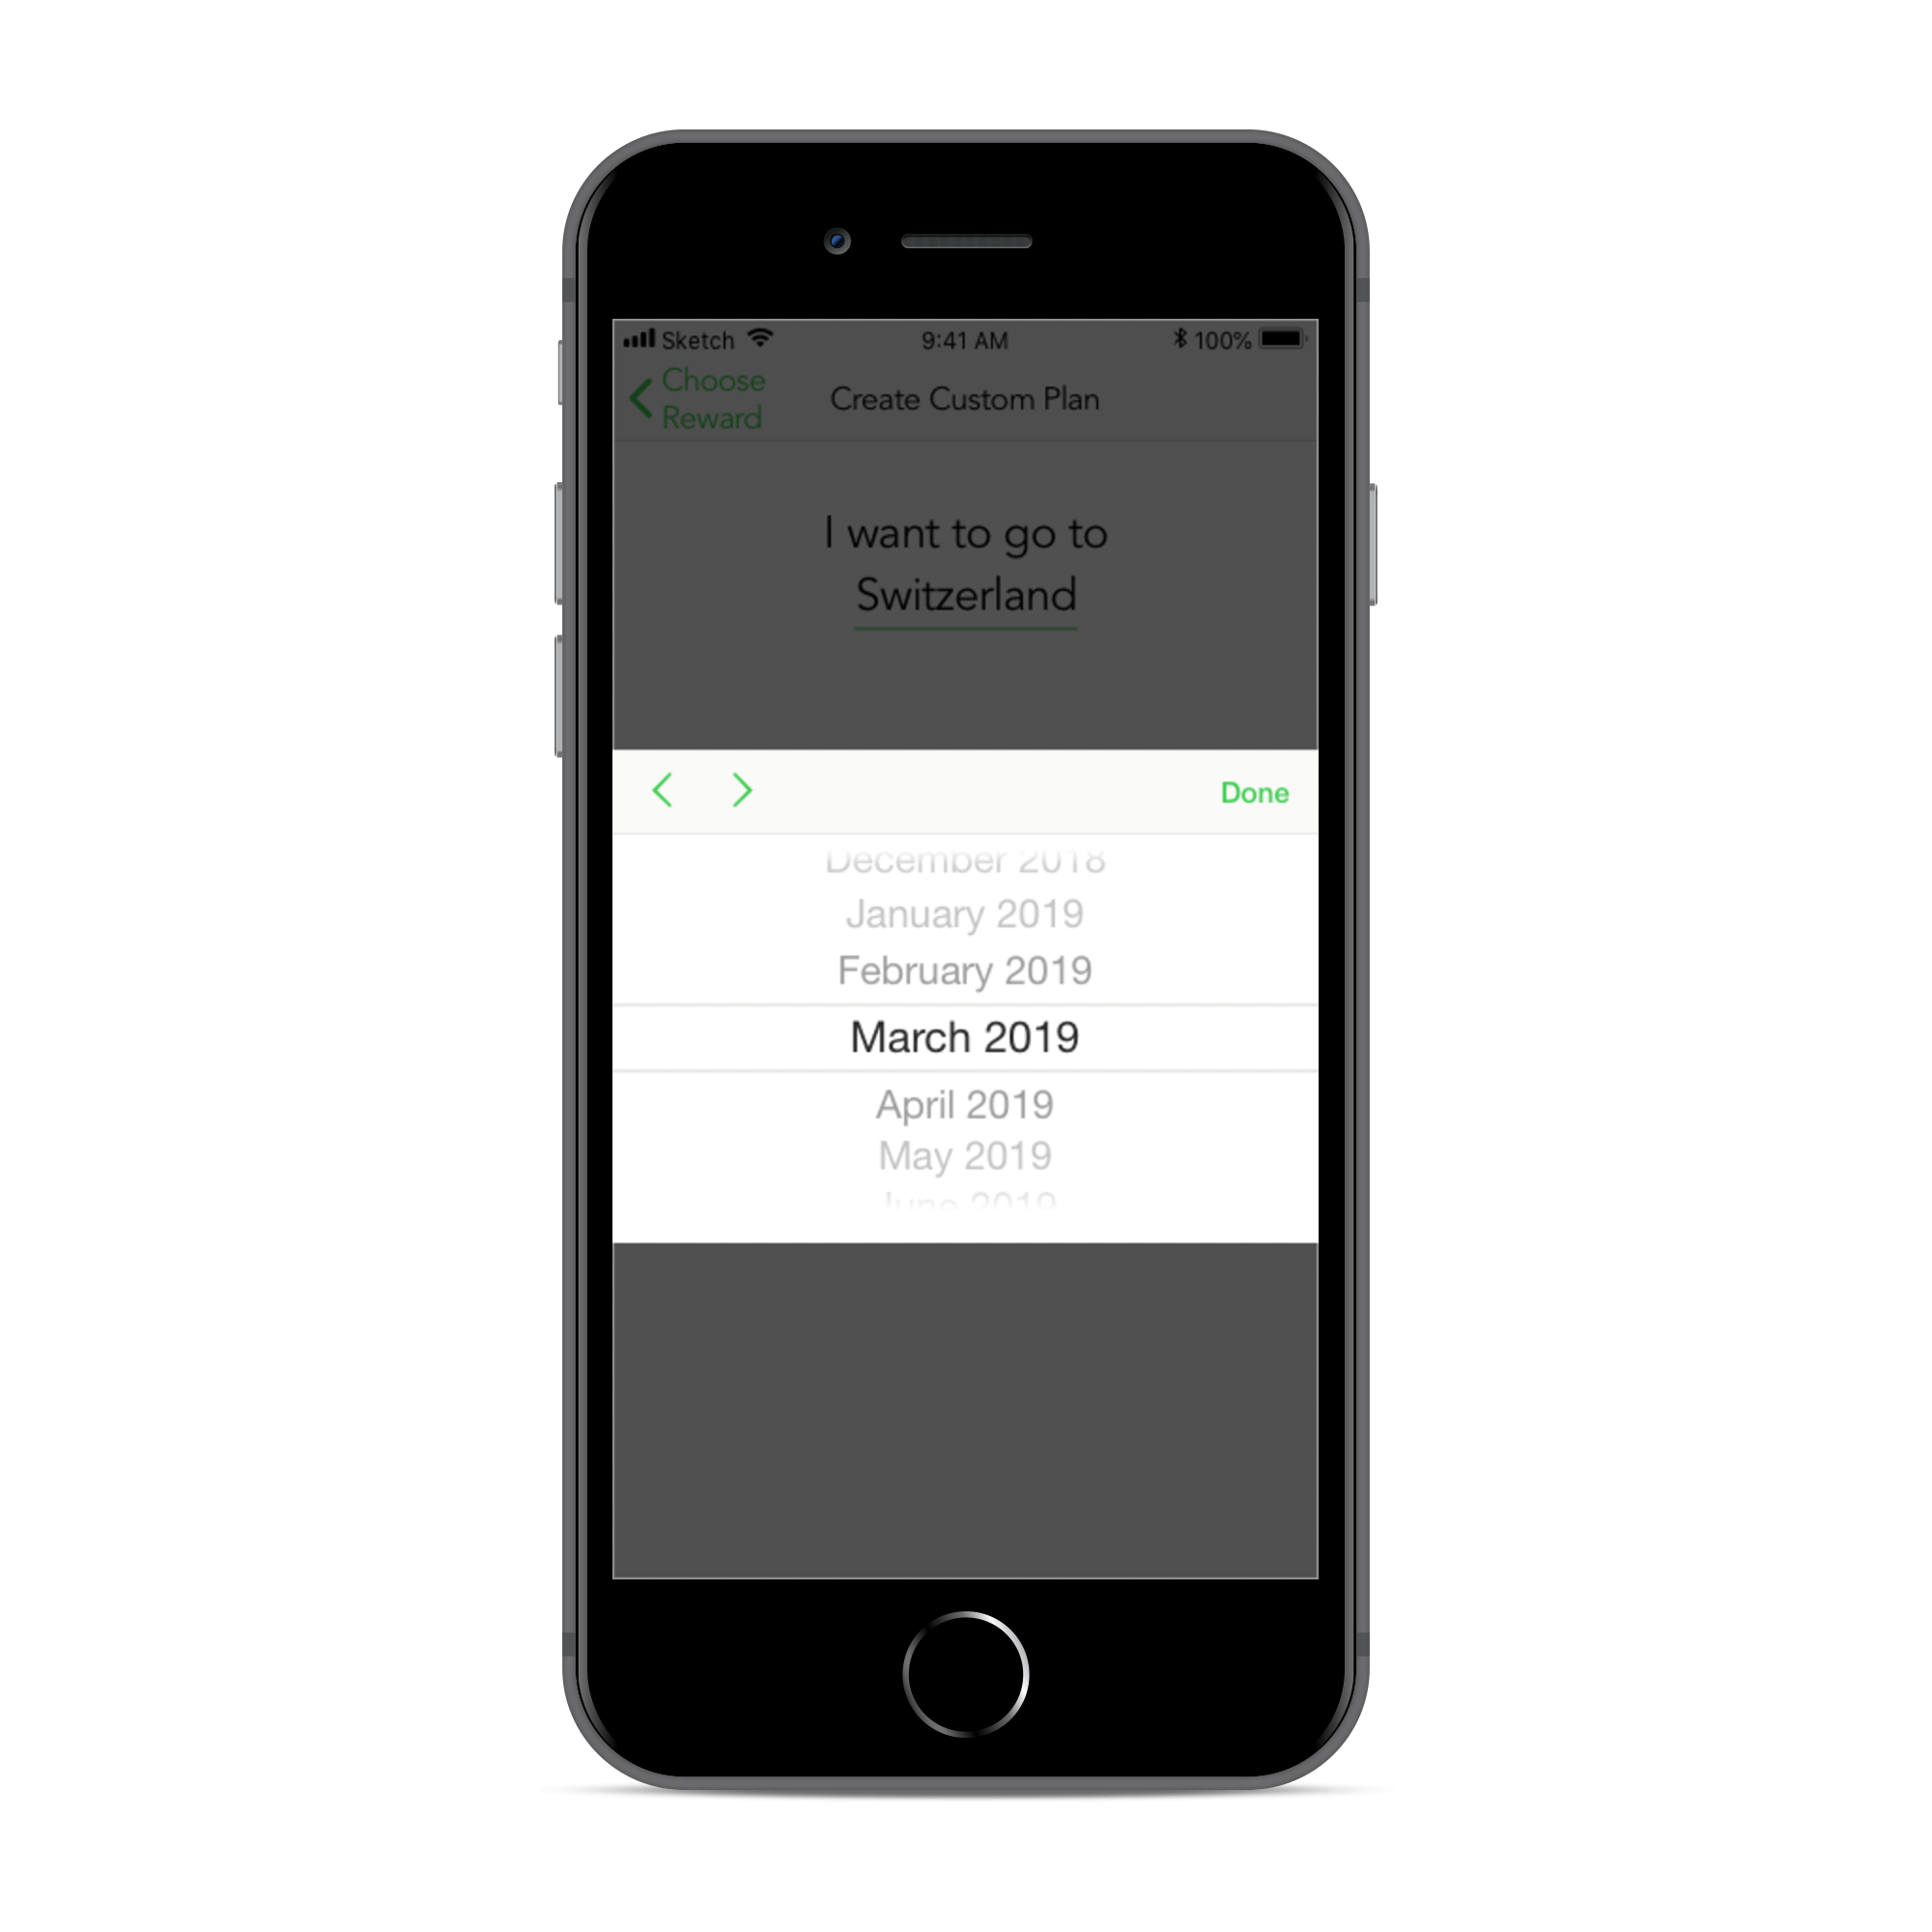 Sketch 9:41 AM 100%
Choose
Reward
Create Custom Plan
I want to go to
Switzerland
Done
December 2018
January 2019
February 2019
March 2019
April 2019
May 2019
June 2019